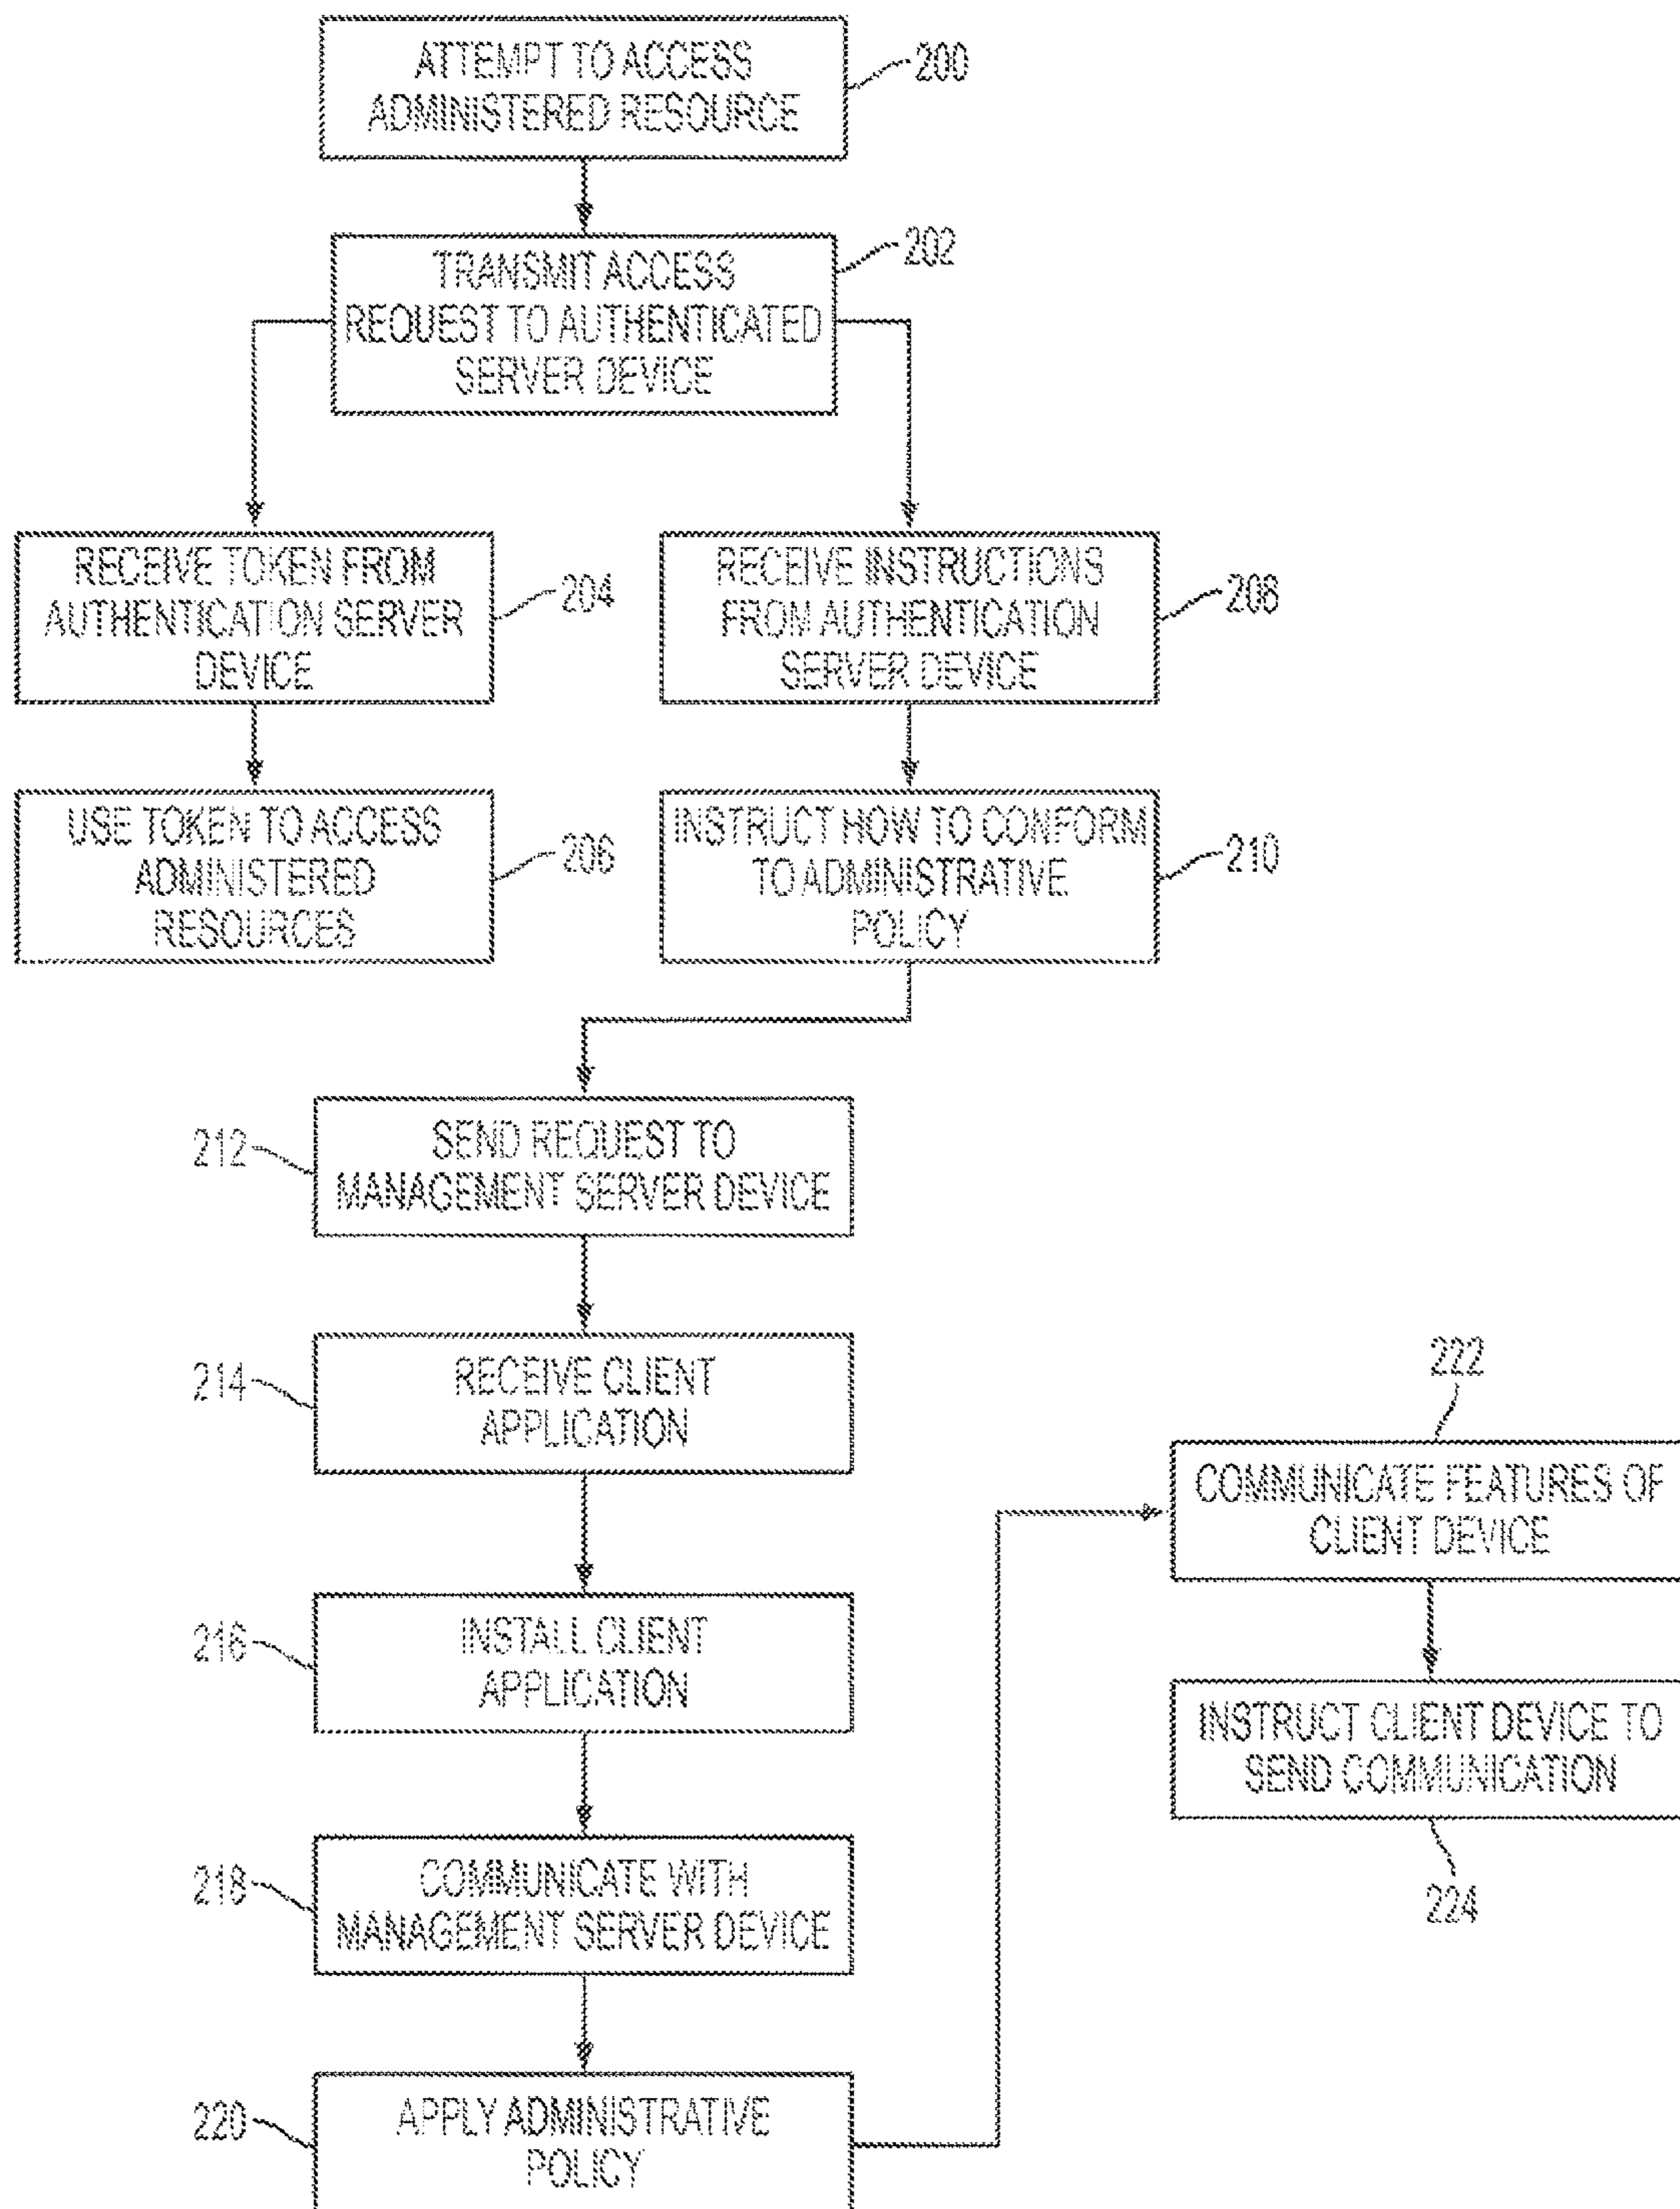 ATTEMPT TO ACCESS
ADMINISTERED RESOURCE
200
TRANSMIT ACCESS
REQUEST TO AUTHENTICATED
SERVER DEVICE
202
RECEIVE TOKEN FROM
AUTHENTICATION SERVER
DEVICE
204
RECEIVE INSTRUCTIONS
FROM AUTHENTICATION
SERVER DEVICE
208
USE TOKEN TO ACCESS
ADMINISTERED
RESOURCES
206
INSTRUCT HOW TO CONFORM
TO ADMINISTRATIVE
POLICY
210
212
SEND REQUEST TO
MANAGEMENT SERVER DEVICE
214
RECEIVE CLIENT
APPLICATION
216
INSTALL CLIENT
APPLICATION
218
COMMUNICATE WITH
MANAGEMENT SERVER DEVICE
220
APPLY ADMINISTRATIVE
POLICY
222
COMMUNICATE FEATURES OF
CLIENT DEVICE
INSTRUCT CLIENT DEVICE TO
SEND COMMUNICATION
224